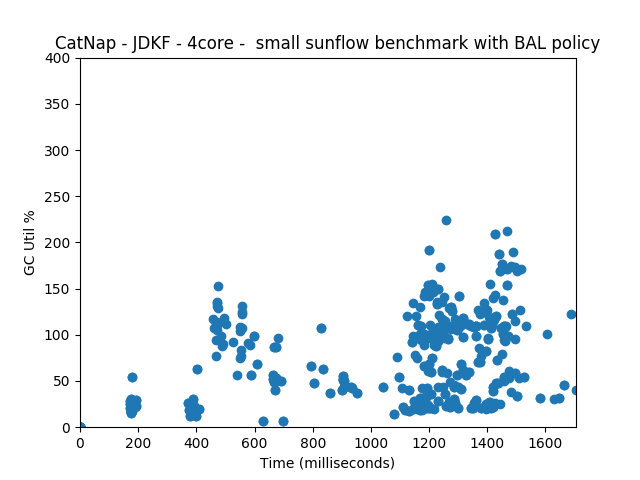 CatNap - JDKF - 4core -  small sunflow benchmark with BAL policy
400
350
300
250
200
150
100
50
0
GC Util %
0 200 400 600 800 1000 1200 1400 1600
Time (milliseconds)